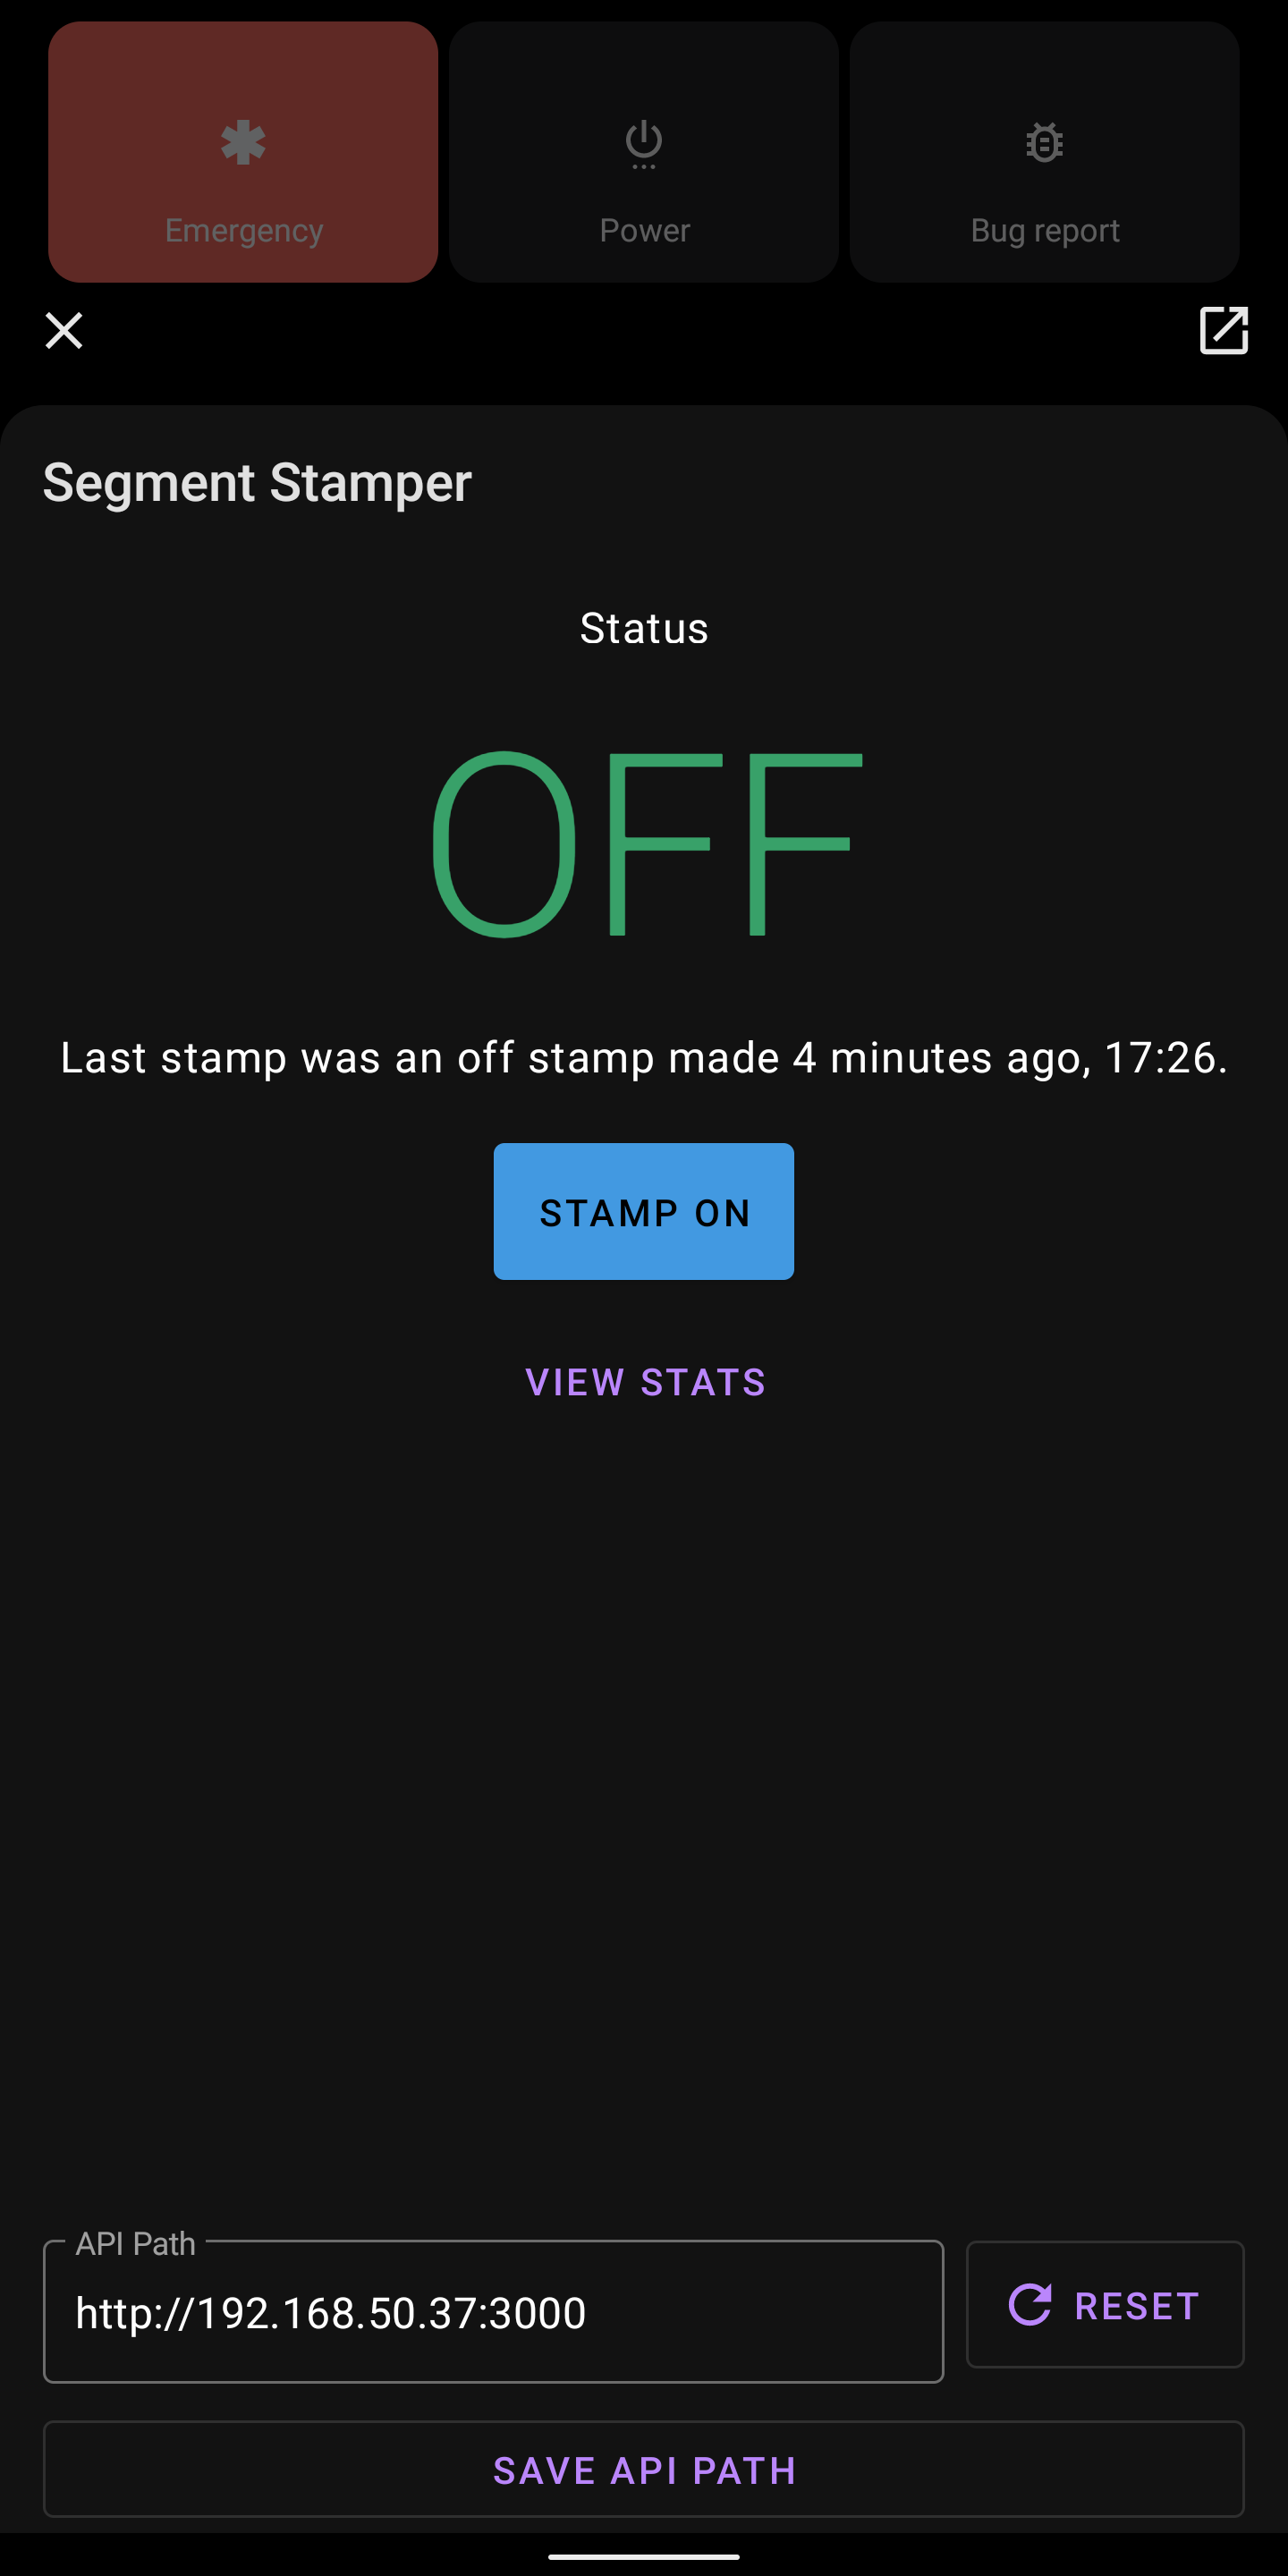 Emergency
Power
Bug report
Segment Stamper
Status
OFF
Last stamp was an off stamp made 4 minutes ago, 17:26.
STAMP ON
VIEW STATS
API Path
http://192.168.50.37:3000
RESET
SAVE API PATH